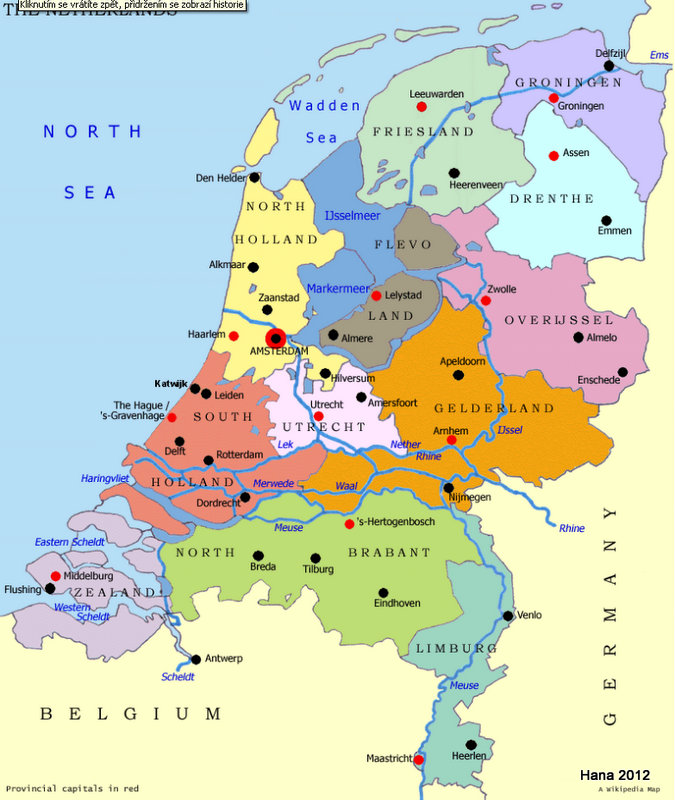 THE NETHERLANDS
Kliknutím se vrátíte zpět, přidržením se zobrazí historie
Ems
Delfzijl
GRONINGEN
Groningen
Leeuwarden
Wadden
Sea
FRIESLAND
NORTH
SEA
Assen
Heerenveen
DRENTHE
Den Helder
NORTH
HOLLAND
IJsselmeer
Emmen
FLEVO
LAND
Alkmaar
Markermeer
Lelystad
Zwolle
Zaanstad
OVERIJSSEL
Haarlem
AMSTERDAM
Almere
Almelo
Apeldoorn
Enschede
Hilversum
Katwijk
Leiden
Amersfoort
The Hague /
's-Gravenhage
SOUTH
HOLLAND
Utrecht
UTRECHT
GELDERLAND
Arnhem
IJssel
Delft
Lek
Nether
Rhine
Rotterdam
Haringvliet
Merwede
Waal
Dordrecht
Nijmegen
Meuse
's-Hertogenbosch
Rhine
Eastern Scheldt
NORTH
BRABANT
Breda
Tilburg
Middelburg
Flushing
ZEALAND
Western
Scheldt
Eindhoven
Venlo
GERMANY
LIMBURG
Antwerp
Scheldt
Meuse
BELGIUM
Maastricht
Heerlen
Hana 2012
Provincial capitals in red
A Wikipedia Map